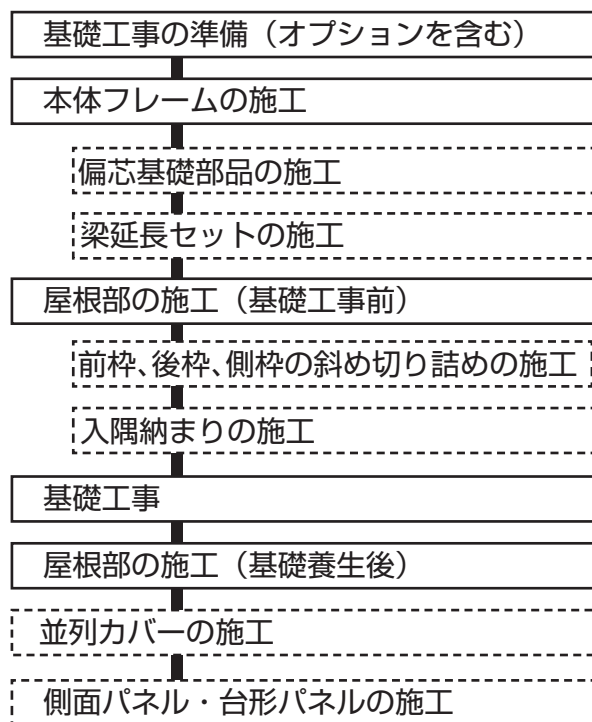 基礎工事の準備（オプションを含む）
本体フレームの施工
偏芯基礎部品の施工
梁延長セットの施工
屋根部の施工（基礎工事前）
前枠、後枠、側枠の斜め切り詰めの施工
入隅納まりの施工
基礎工事
屋根部の施工（基礎養生後）
並列カバーの施工
側面パネル・台形パネルの施工